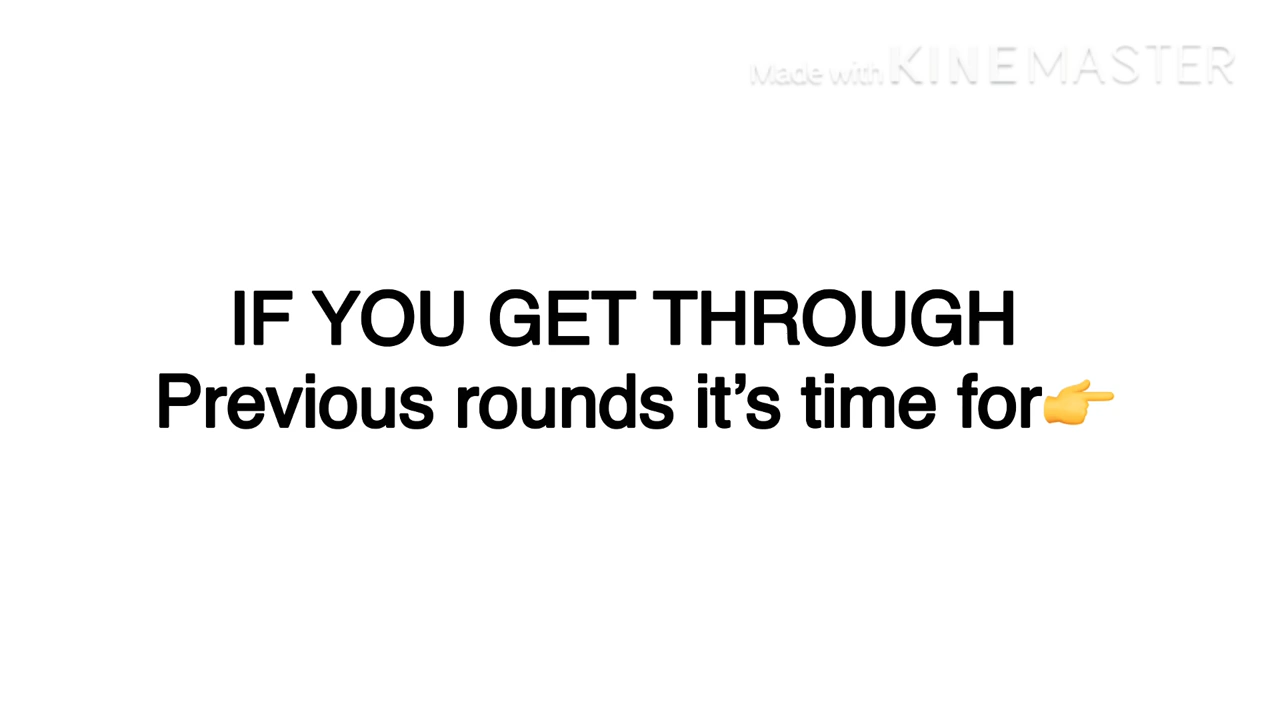 Made with KINEMASTER
IF YOU GET THROUGH
Previous rounds it’s time for👉